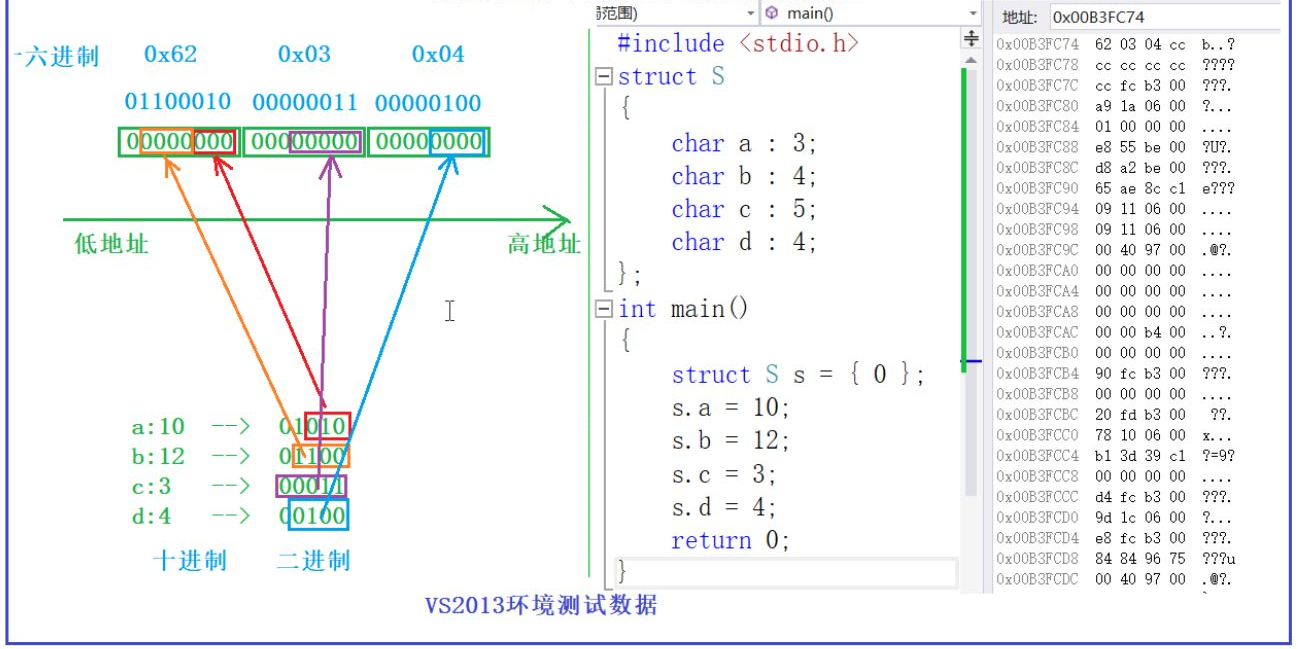 十六进制 0x62 0x03 0x04
01100010 00000011 00000100
00000000 00000000 00000000
低地址 高地址
a:10 --> 01010
b:12 --> 01100
c:3 --> 00011
d:4 --> 00100
十进制 二进制
局范围) main()
#include <stdio.h>
struct S
{
char a : 3;
char b : 4;
char c : 5;
char d : 4;
};
int main()
{
struct S s = { 0 };
s.a = 10;
s.b = 12;
s.c = 3;
s.d = 4;
return 0;
}
地址: 0x00B3FC74
0x00B3FC74 62 03 04 cc b..?
0x00B3FC78 cc cc cc cc ????
0x00B3FC7C cc fc b3 00 ???.
0x00B3FC80 a9 1a 06 00 ?...
0x00B3FC84 01 00 00 00 ....
0x00B3FC88 e8 55 be 00 ?U?.
0x00B3FC8C d8 a2 be 00 ???.
0x00B3FC90 65 ae 8c c1 e???
0x00B3FC94 09 11 06 00 ....
0x00B3FC98 09 11 06 00 ....
0x00B3FC9C 00 40 97 00 .@?.
0x00B3FCA0 00 00 00 00 ....
0x00B3FCA4 00 00 00 00 ....
0x00B3FCA8 00 00 00 00 ....
0x00B3FCAC 00 00 b4 00 ..?.
0x00B3FCB0 00 00 00 00 ....
0x00B3FCB4 90 fc b3 00 ???.
0x00B3FCB8 00 00 00 00 ....
0x00B3FCBC 20 fd b3 00 ??.
0x00B3FCC0 78 10 06 00 x...
0x00B3FCC4 b1 3d 39 c1 ?=9?
0x00B3FCC8 00 00 00 00 ....
0x00B3FCCC d4 fc b3 00 ???.
0x00B3FCD0 9d 1c 06 00 ?...
0x00B3FCD4 e8 fc b3 00 ???.
0x00B3FCD8 84 84 96 75 ???u
0x00B3FCDC 00 40 97 00 .@?.
VS2013环境测试数据